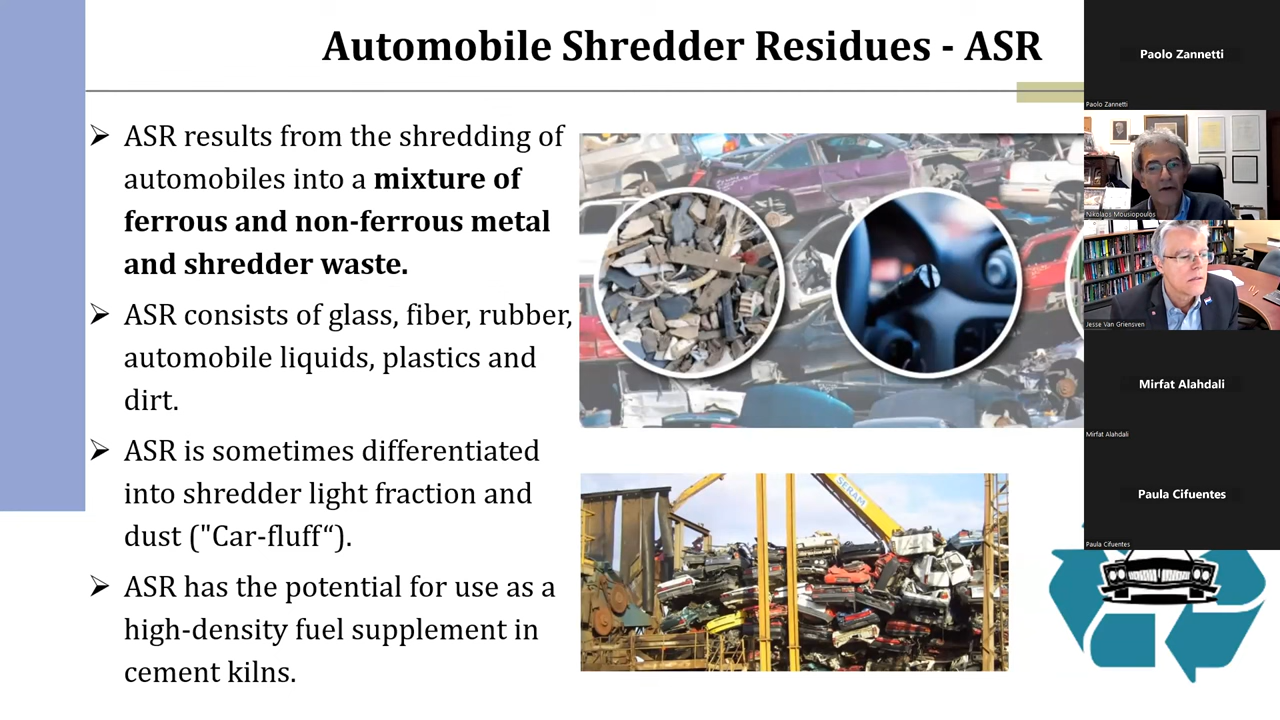 Automobile Shredder Residues - ASR
➢ ASR results from the shredding of
automobiles into a mixture of
ferrous and non-ferrous metal
and shredder waste.
➢ ASR consists of glass, fiber, rubber,
automobile liquids, plastics and
dirt.
➢ ASR is sometimes differentiated
into shredder light fraction and
dust ("Car-fluff“).
➢ ASR has the potential for use as a
high-density fuel supplement in
cement kilns.
SERAM
Paolo Zannetti
Paolo Zannetti
Nikolaos Mousiopoulos
Jesse Van Griensven
Mirfat Alahdali
Mirfat Alahdali
Paula Cifuentes
Paula Cifuentes